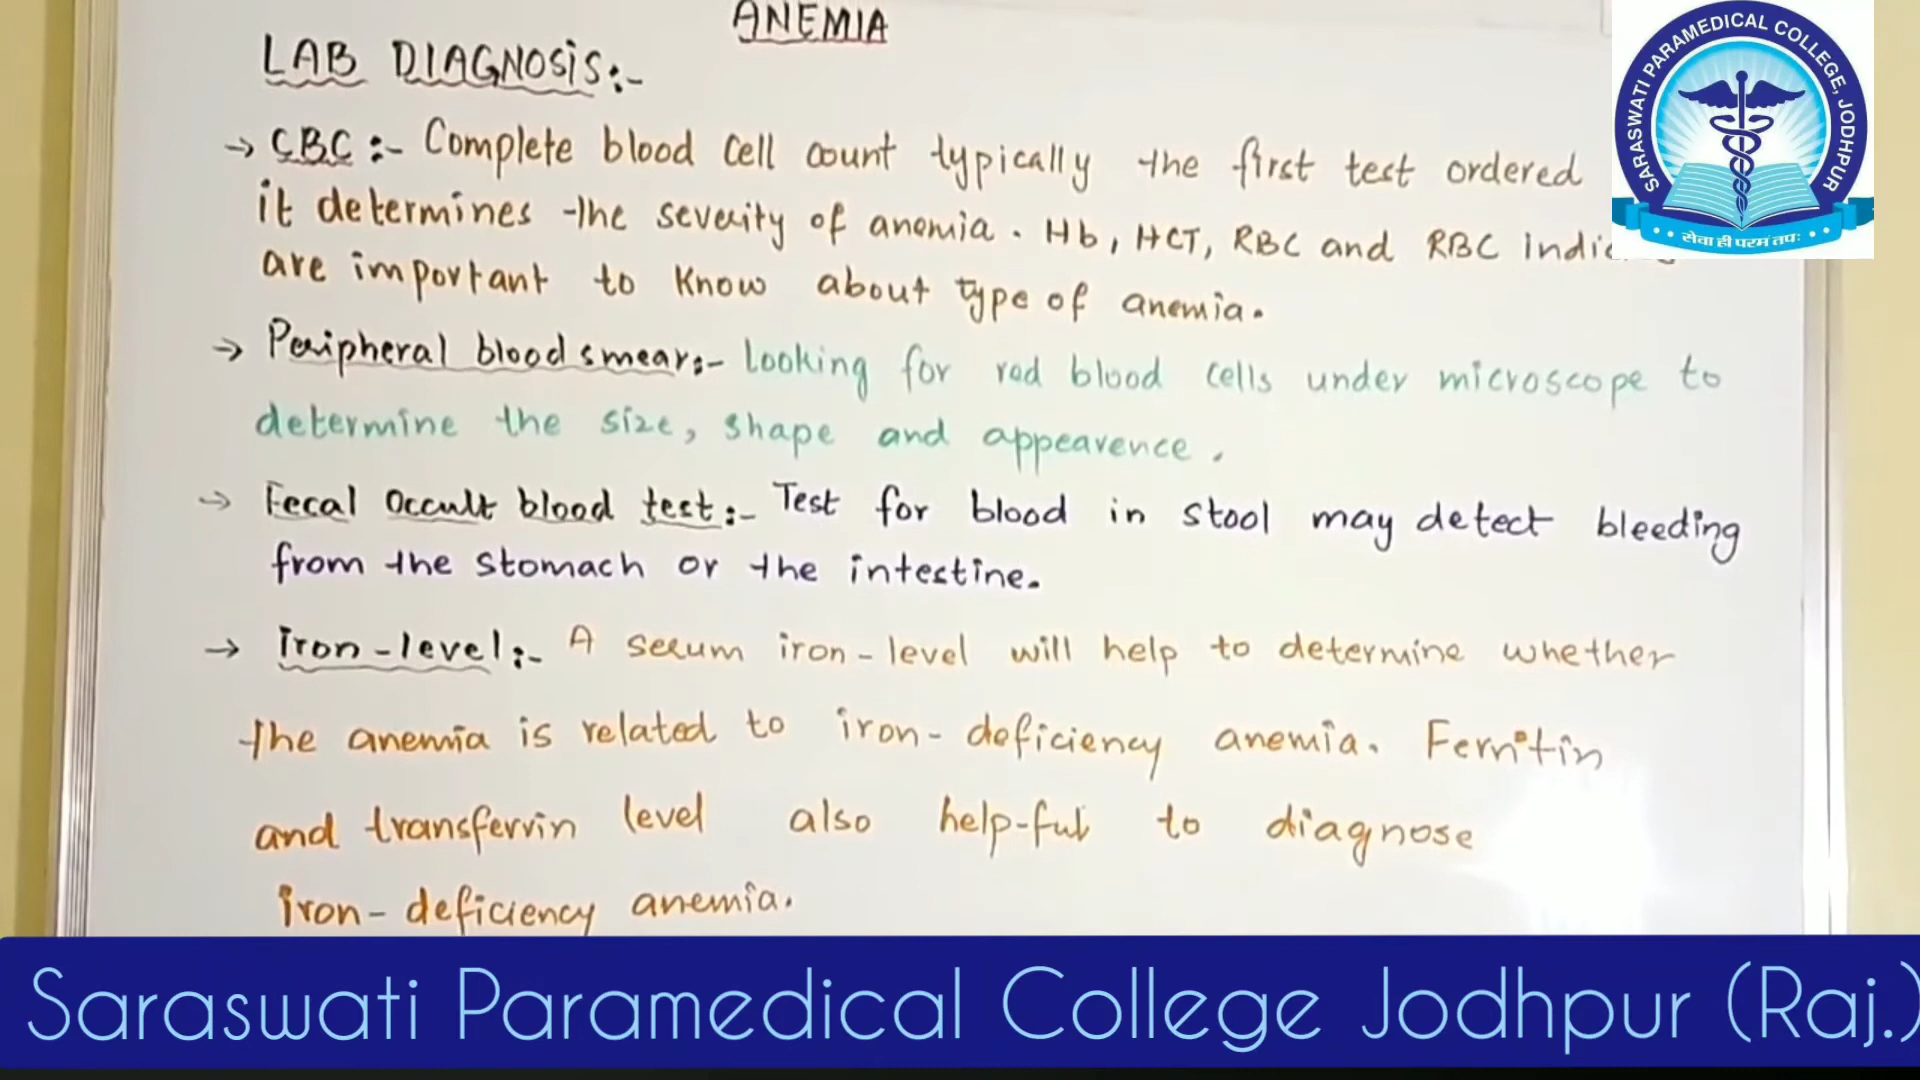 ANEMIA
LAB DIAGNOSIS:-
→ CBC:- Complete blood cell count typically the first test ordered
it determines the severity of anemia. Hb, HCT, RBC and RBC indi
are important to know about type of anemia.
→ Peripheral blood smear:- looking for red blood cells under microscope to
determine the size, shape and appearence.
→ Fecal Occult blood test:- Test for blood in stool may detect bleeding
from the stomach or the intestine.
→ Iron-level:- A serum iron-level will help to determine whether
the anemia is related to iron-deficiency anemia. Ferritin
and transferrin level also help-ful to diagnose
iron-deficiency anemia.
SARASWATI PARAMEDICAL COLLEGE, JODHPUR
सेवा ही परम तपः
Saraswati Paramedical College Jodhpur (Raj.)